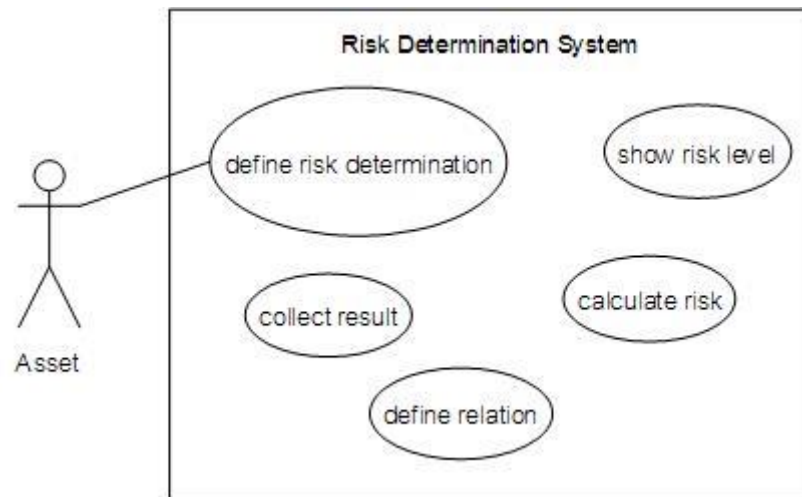 Risk Determination System
define risk determination
show risk level
collect result
calculate risk
define relation
Asset